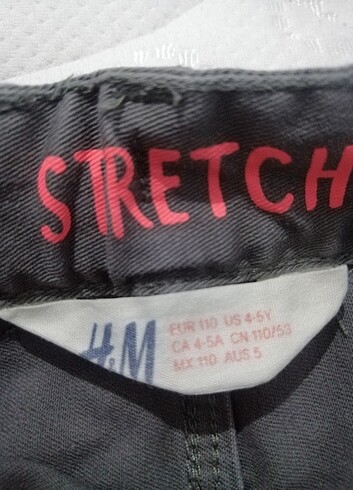 STRETCH
H&M
EUR 110 US 4-5Y
CA 4-5A CN 110/53
MX 110 AUS 5